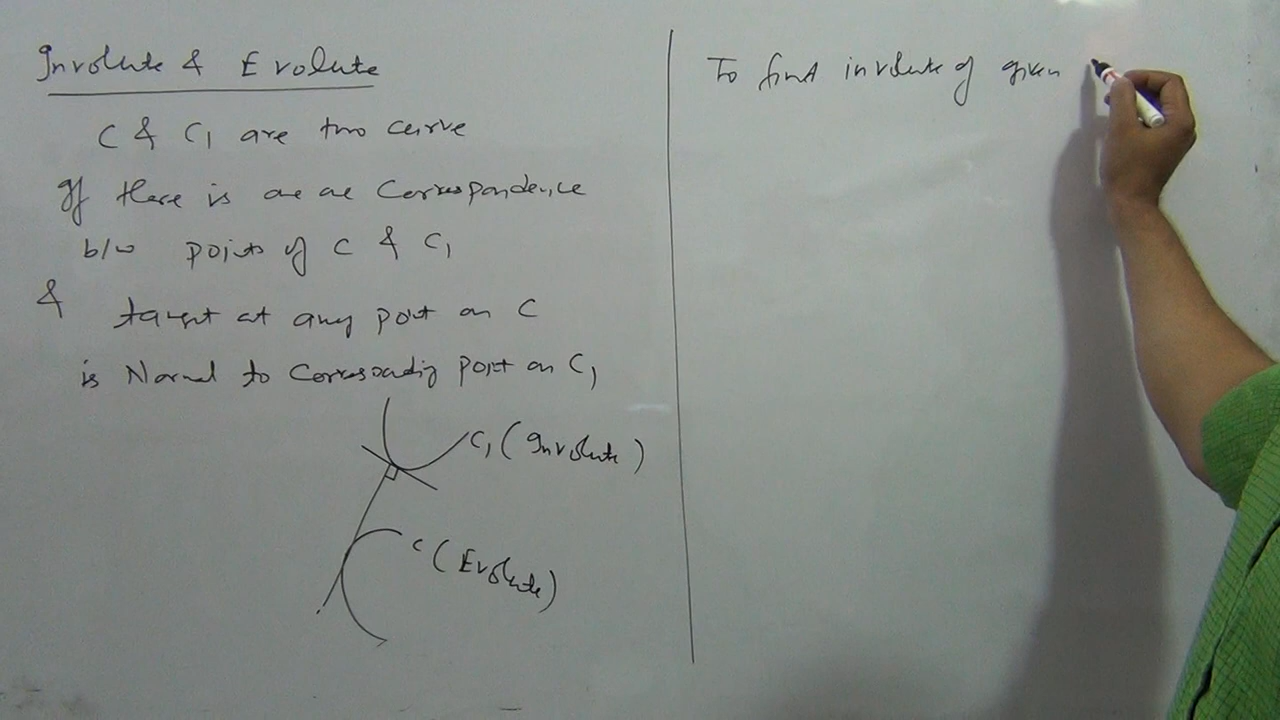 Involute & Evolute
C & C1 are two curve
If there is one one Correspondence
b/w points of C & C1
& tangent at any point on C
is Normal to Corresponding point on C1
C1 (Involute)
C (Evolute)
To find involute of given